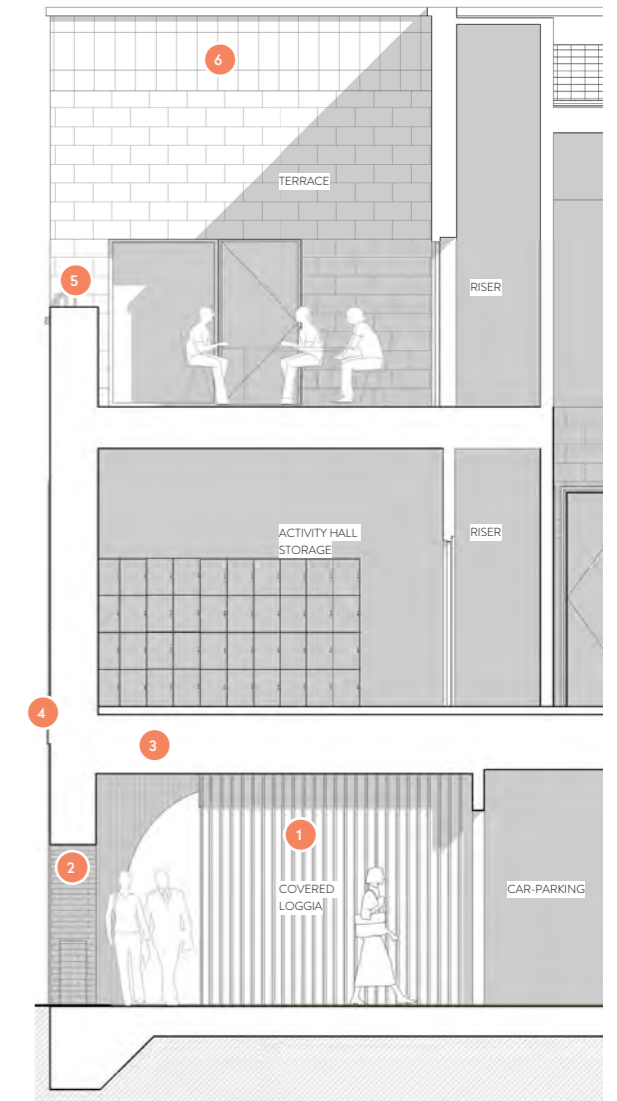 6
TERRACE
5
RISER
ACTIVITY HALL
STORAGE
RISER
4
3
1
2
COVERED
LOGGIA
CAR-PARKING